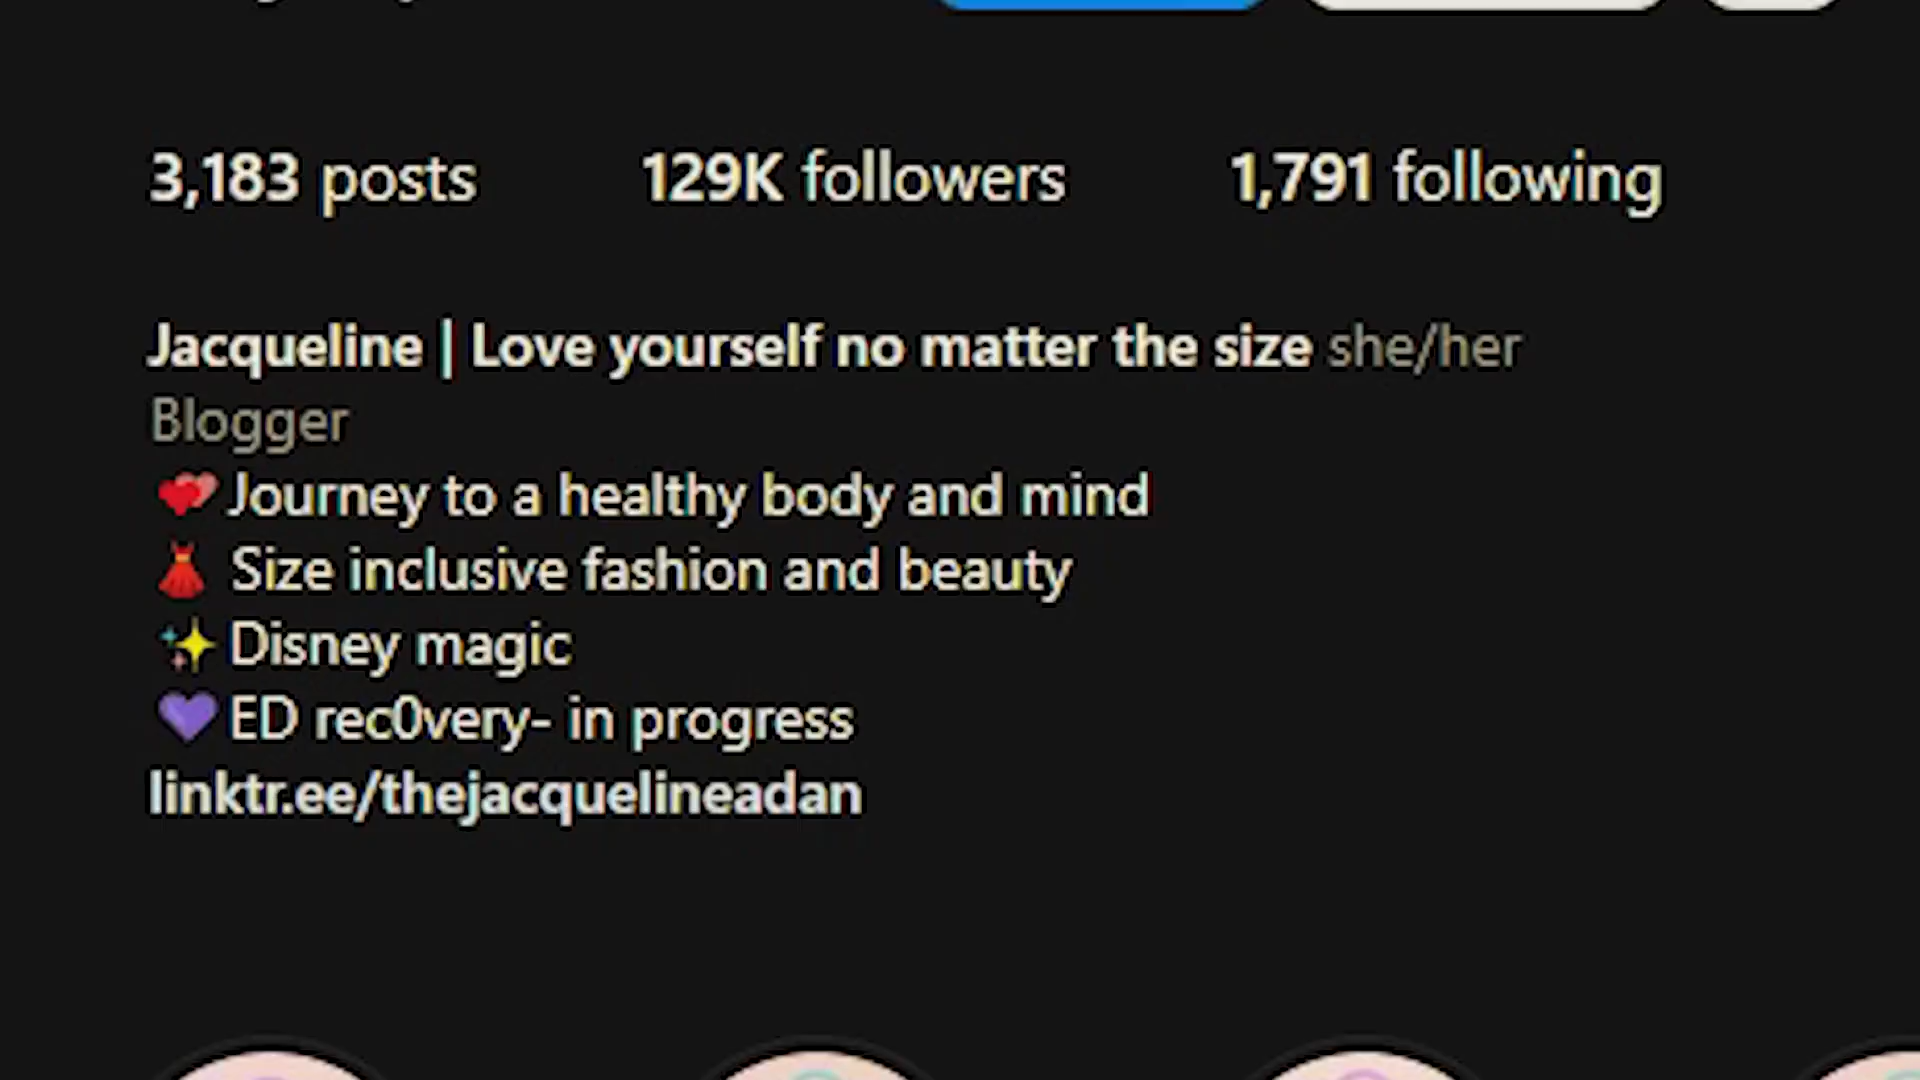 3,183 posts 129K followers 1,791 following
Jacqueline | Love yourself no matter the size she/her
Blogger
💕Journey to a healthy body and mind
👗 Size inclusive fashion and beauty
✨Disney magic
💜ED rec0very- in progress
linktr.ee/thejacquelineadan